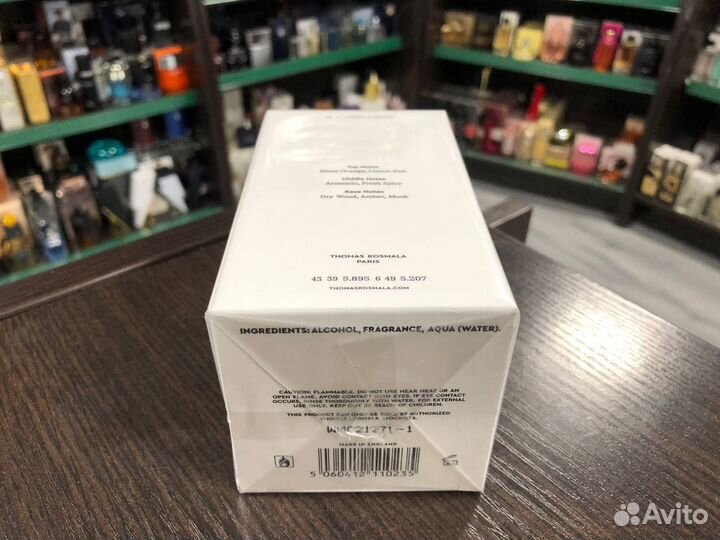 Top Notes
Bitter Orange, Lemon Zest
Middle Notes
Aromatic, Fresh Spicy
Base Notes
Dry Wood, Amber, Musk
THOMAS KOSMALA
PARIS
43 39 5.895 6 49 5.207
THOMASKOSMALA.COM
INGREDIENTS: ALCOHOL, FRAGRANCE, AQUA (WATER).
CAUTION: FLAMMABLE. DO NOT USE NEAR HEAT OR AN
OPEN FLAME. AVOID CONTACT WITH EYES. IF EYE CONTACT
OCCURS, RINSE THOROUGHLY WITH WATER. FOR EXTERNAL
USE ONLY. KEEP OUT OF REACH OF CHILDREN.
THIS PRODUCT CAN ONLY BE SOLD BY AUTHORIZED
THOMAS KOSMALA STOCKISTS.
WMC21271-1
MADE IN ENGLAND
5 060412 110235
Avito